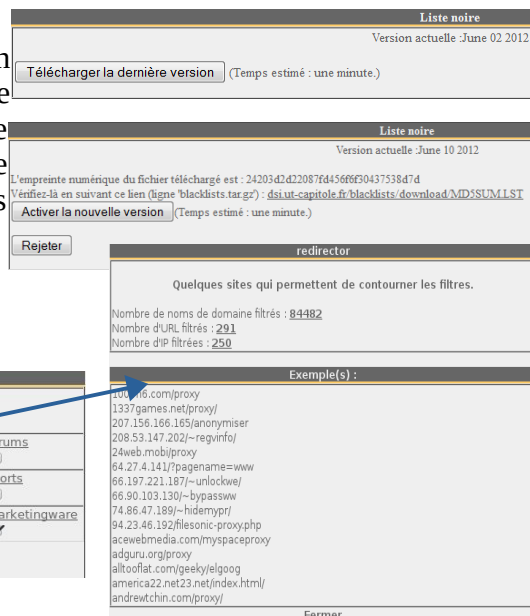 Liste noire
Version actuelle :June 02 2012
Télécharger la dernière version (Temps estimé : une minute.)
Liste noire
Version actuelle :June 10 2012
L'empreinte numérique du fichier téléchargé est : 24203d2d22087fd456f6f30437538d7d
Vérifiez-là en suivant ce lien (ligne 'blacklists.tar.gz') : dsi.ut-capitole.fr/blacklists/download/MD5SUM.LST
Activer la nouvelle version (Temps estimé : une minute.)
Rejeter
redirector
Quelques sites qui permettent de contourner les filtres.
Nombre de noms de domaine filtrés : 84482
Nombre d'URL filtrés : 291
Nombre d'IP filtrées : 250
Exemple(s) :
1337games.net/proxy/
207.156.166.165/anonymiser
208.53.147.202/~regvinfo/
24web.mobi/proxy
64.27.4.141/?pagename=www
66.197.221.187/~unlockwe/
66.90.103.130/~bypassww
74.86.47.189/~hidemypr/
94.23.46.192/filesonic-proxy.php
acewebmedia.com/myspaceproxy
adguru.org/proxy
alltooflat.com/geeky/elgoog
america22.net23.net/index.html/
andrewtchin.com/proxy/
Fermer
rums
orts
arketingware